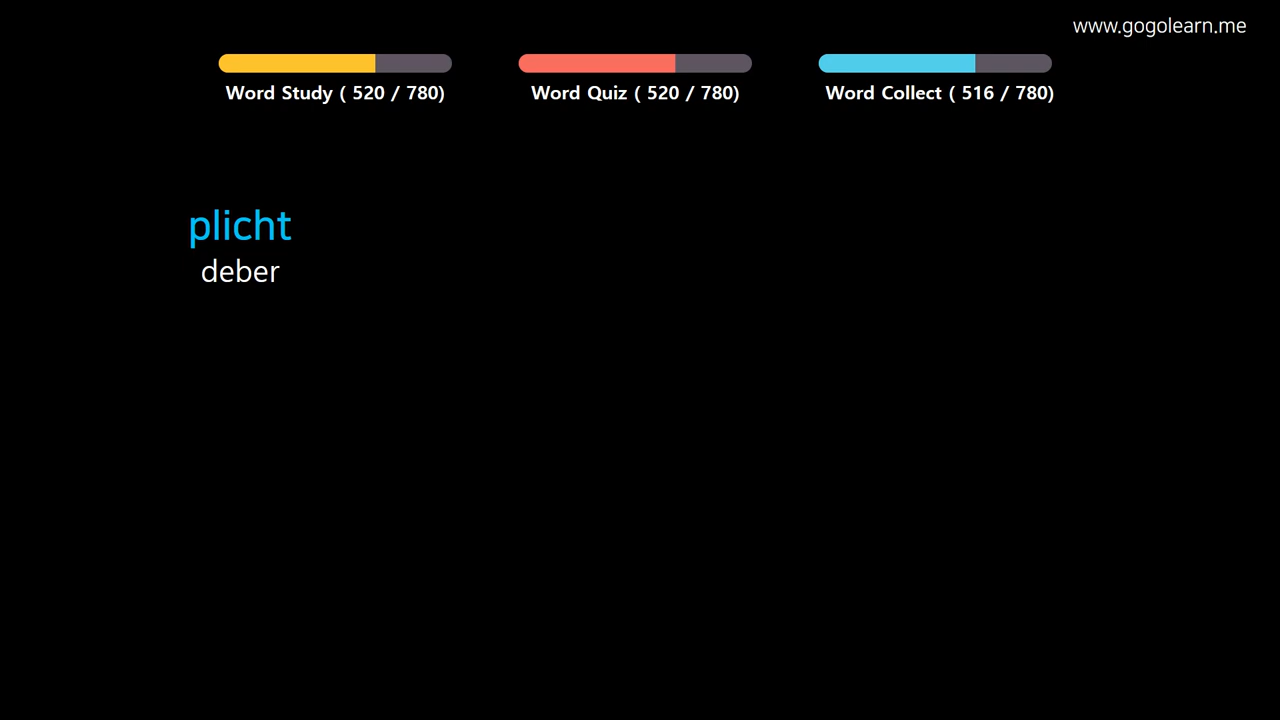 www.gogolearn.me
Word Study ( 520 / 780)
Word Quiz ( 520 / 780)
Word Collect ( 516 / 780)
plicht
deber